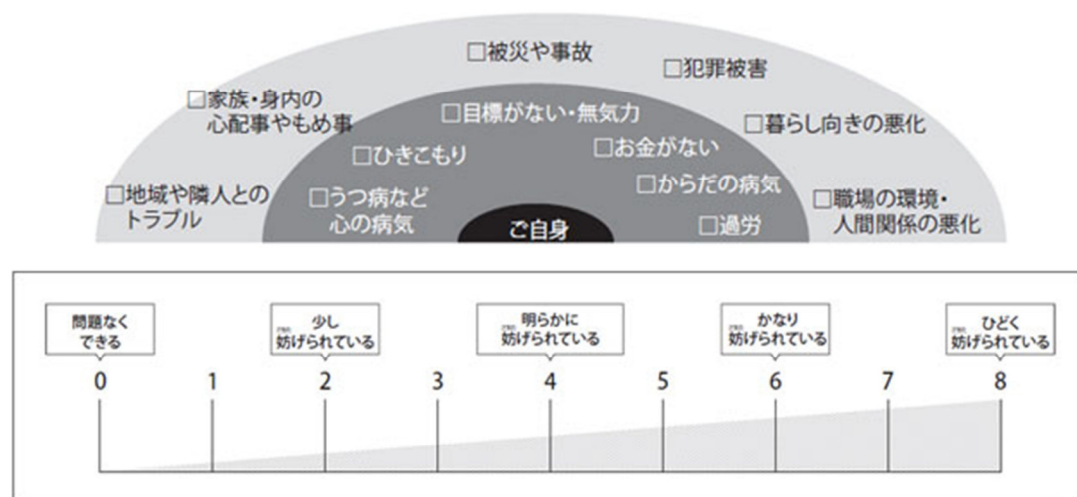 □被災や事故
□犯罪被害
□家族・身内の
心配事やもめ事
□目標がない・無気力
□暮らし向きの悪化
□ひきこもり
□お金がない
□地域や隣人との
トラブル
□うつ病など
心の病気
□からだの病気
□職場の環境・
人間関係の悪化
□過労
ご自身
問題なく
できる
少し
妨げられている
明らかに
妨げられている
かなり
妨げられている
ひどく
妨げられている
0 1 2 3 4 5 6 7 8